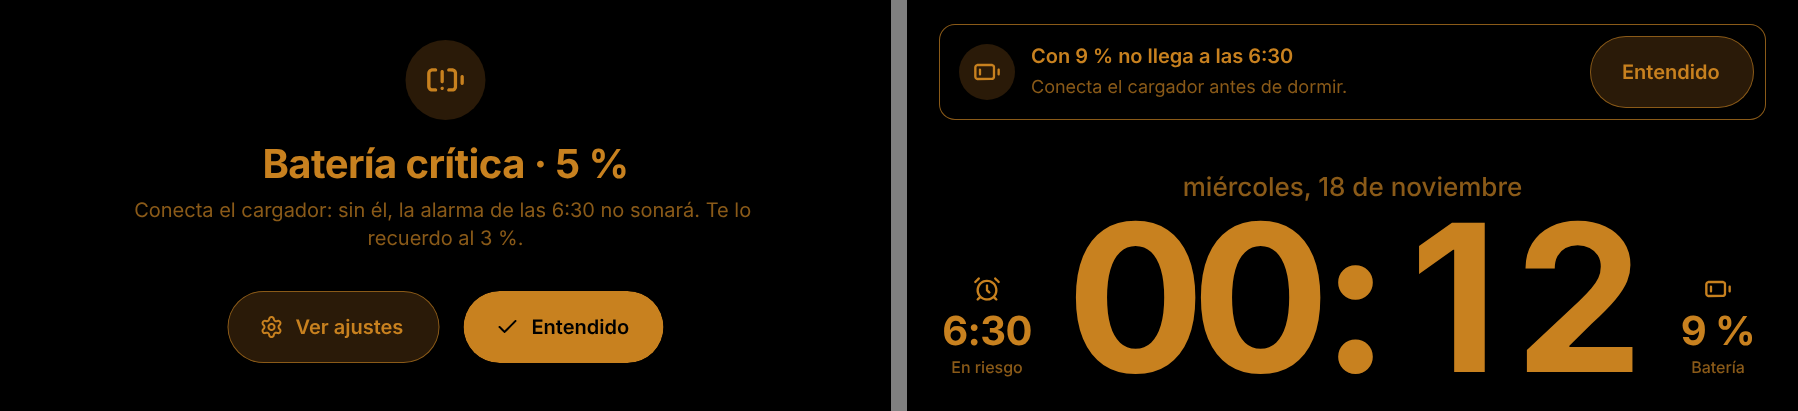 Batería crítica · 5 %
Conecta el cargador: sin él, la alarma de las 6:30 no sonará. Te lo
recuerdo al 3 %.
Ver ajustes
Entendido
Con 9 % no llega a las 6:30
Conecta el cargador antes de dormir.
Entendido
miércoles, 18 de noviembre
00:12
6:30
En riesgo
9 %
Batería